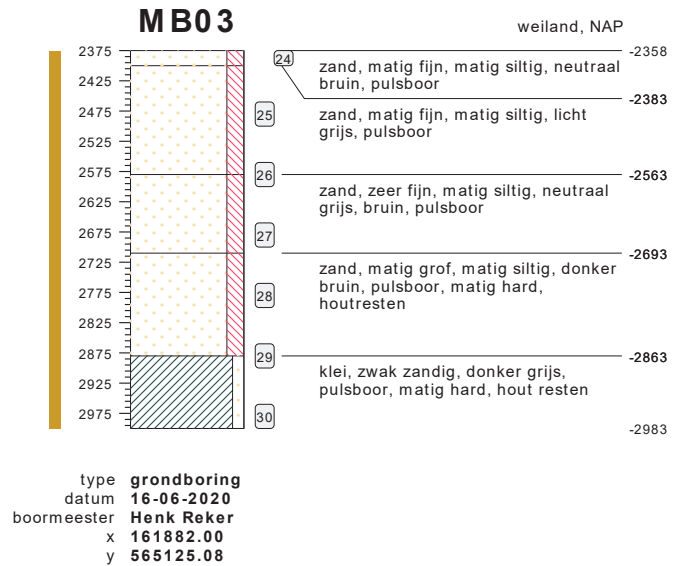 MB03
weiland, NAP
2375
2425
2475
2525
2575
2625
2675
2725
2775
2825
2875
2925
2975
24
25
26
27
28
29
30
zand, matig fijn, matig siltig, neutraal
bruin, pulsboor
zand, matig fijn, matig siltig, licht
grijs, pulsboor
zand, zeer fijn, matig siltig, neutraal
grijs, bruin, pulsboor
zand, matig grof, matig siltig, donker
bruin, pulsboor, matig hard,
houtresten
klei, zwak zandig, donker grijs,
pulsboor, matig hard, hout resten
-2358
-2383
-2563
-2693
-2863
-2983
type grondboring
datum 16-06-2020
boormeester Henk Reker
x 161882.00
y 565125.08